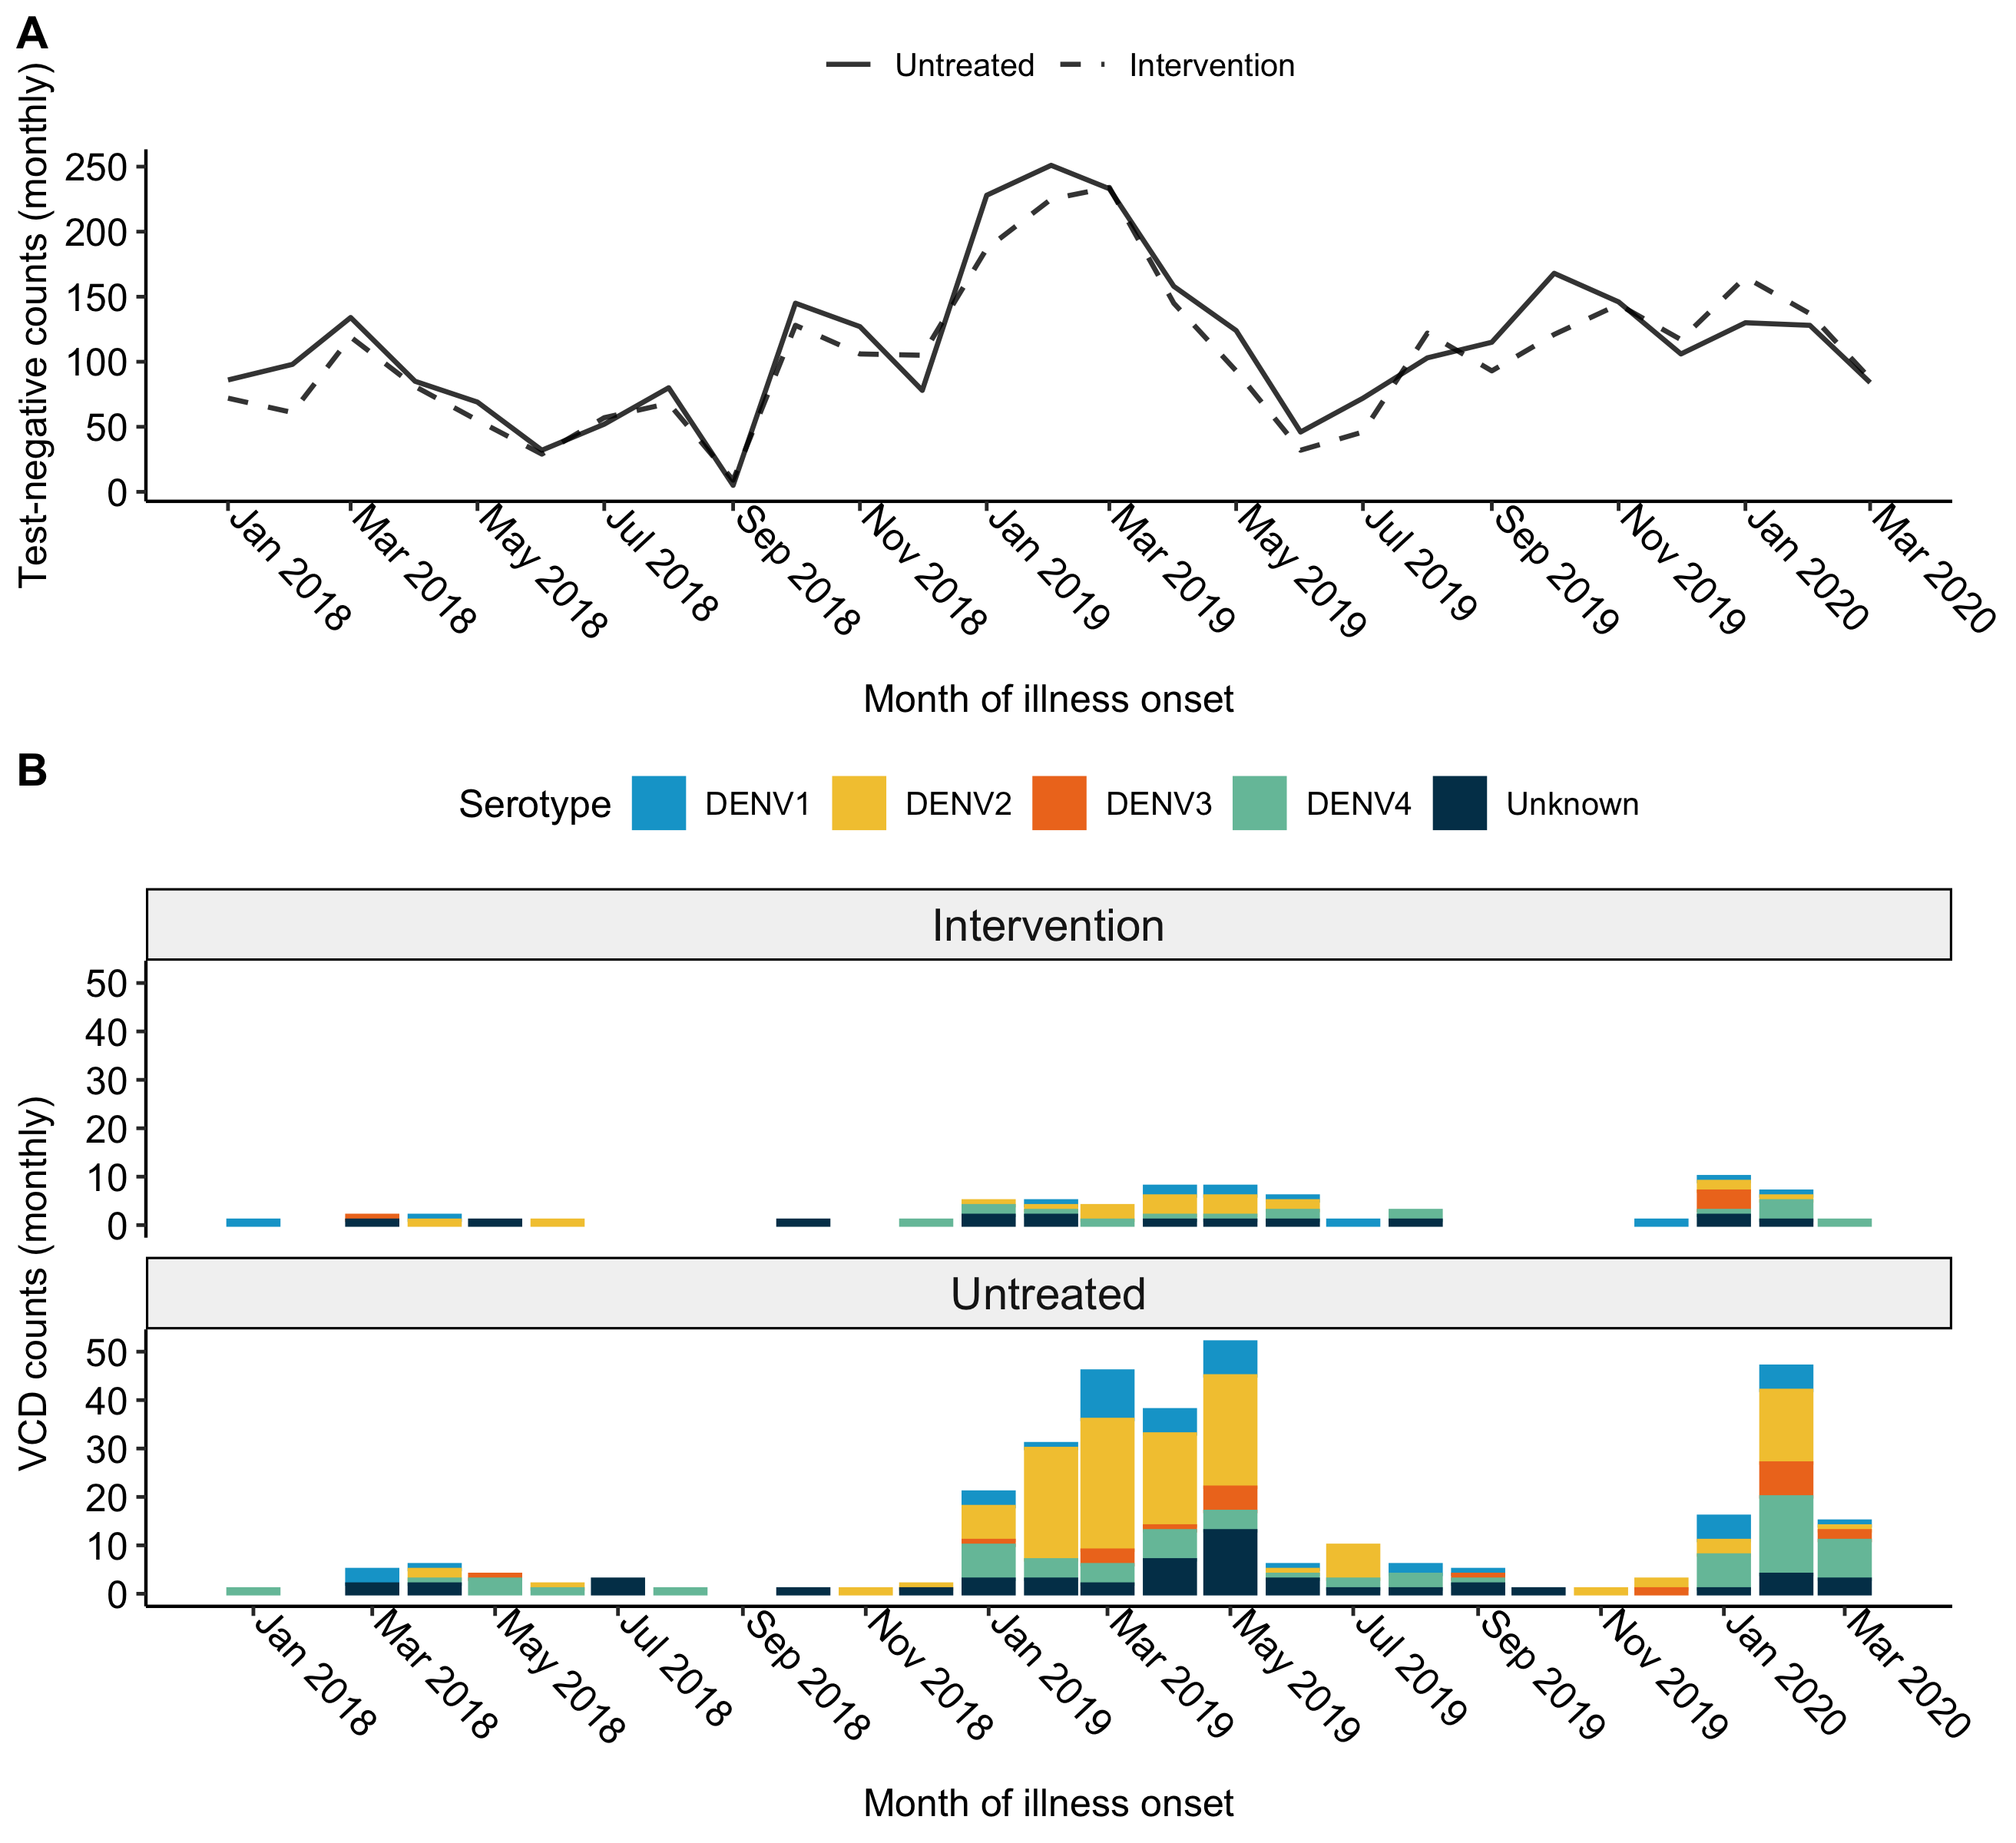 A
Untreated
Intervention
Test-negative counts (monthly)
250
200
150
100
50
0
Jan 2018
Mar 2018
May 2018
Jul 2018
Sep 2018
Nov 2018
Jan 2019
Mar 2019
May 2019
Jul 2019
Sep 2019
Nov 2019
Jan 2020
Mar 2020
Month of illness onset
B
Serotype DENV1 DENV2 DENV3 DENV4 Unknown
VCD counts (monthly)
Intervention
50
40
30
20
10
0
Untreated
50
40
30
20
10
0
Jan 2018
Mar 2018
May 2018
Jul 2018
Sep 2018
Nov 2018
Jan 2019
Mar 2019
May 2019
Jul 2019
Sep 2019
Nov 2019
Jan 2020
Mar 2020
Month of illness onset